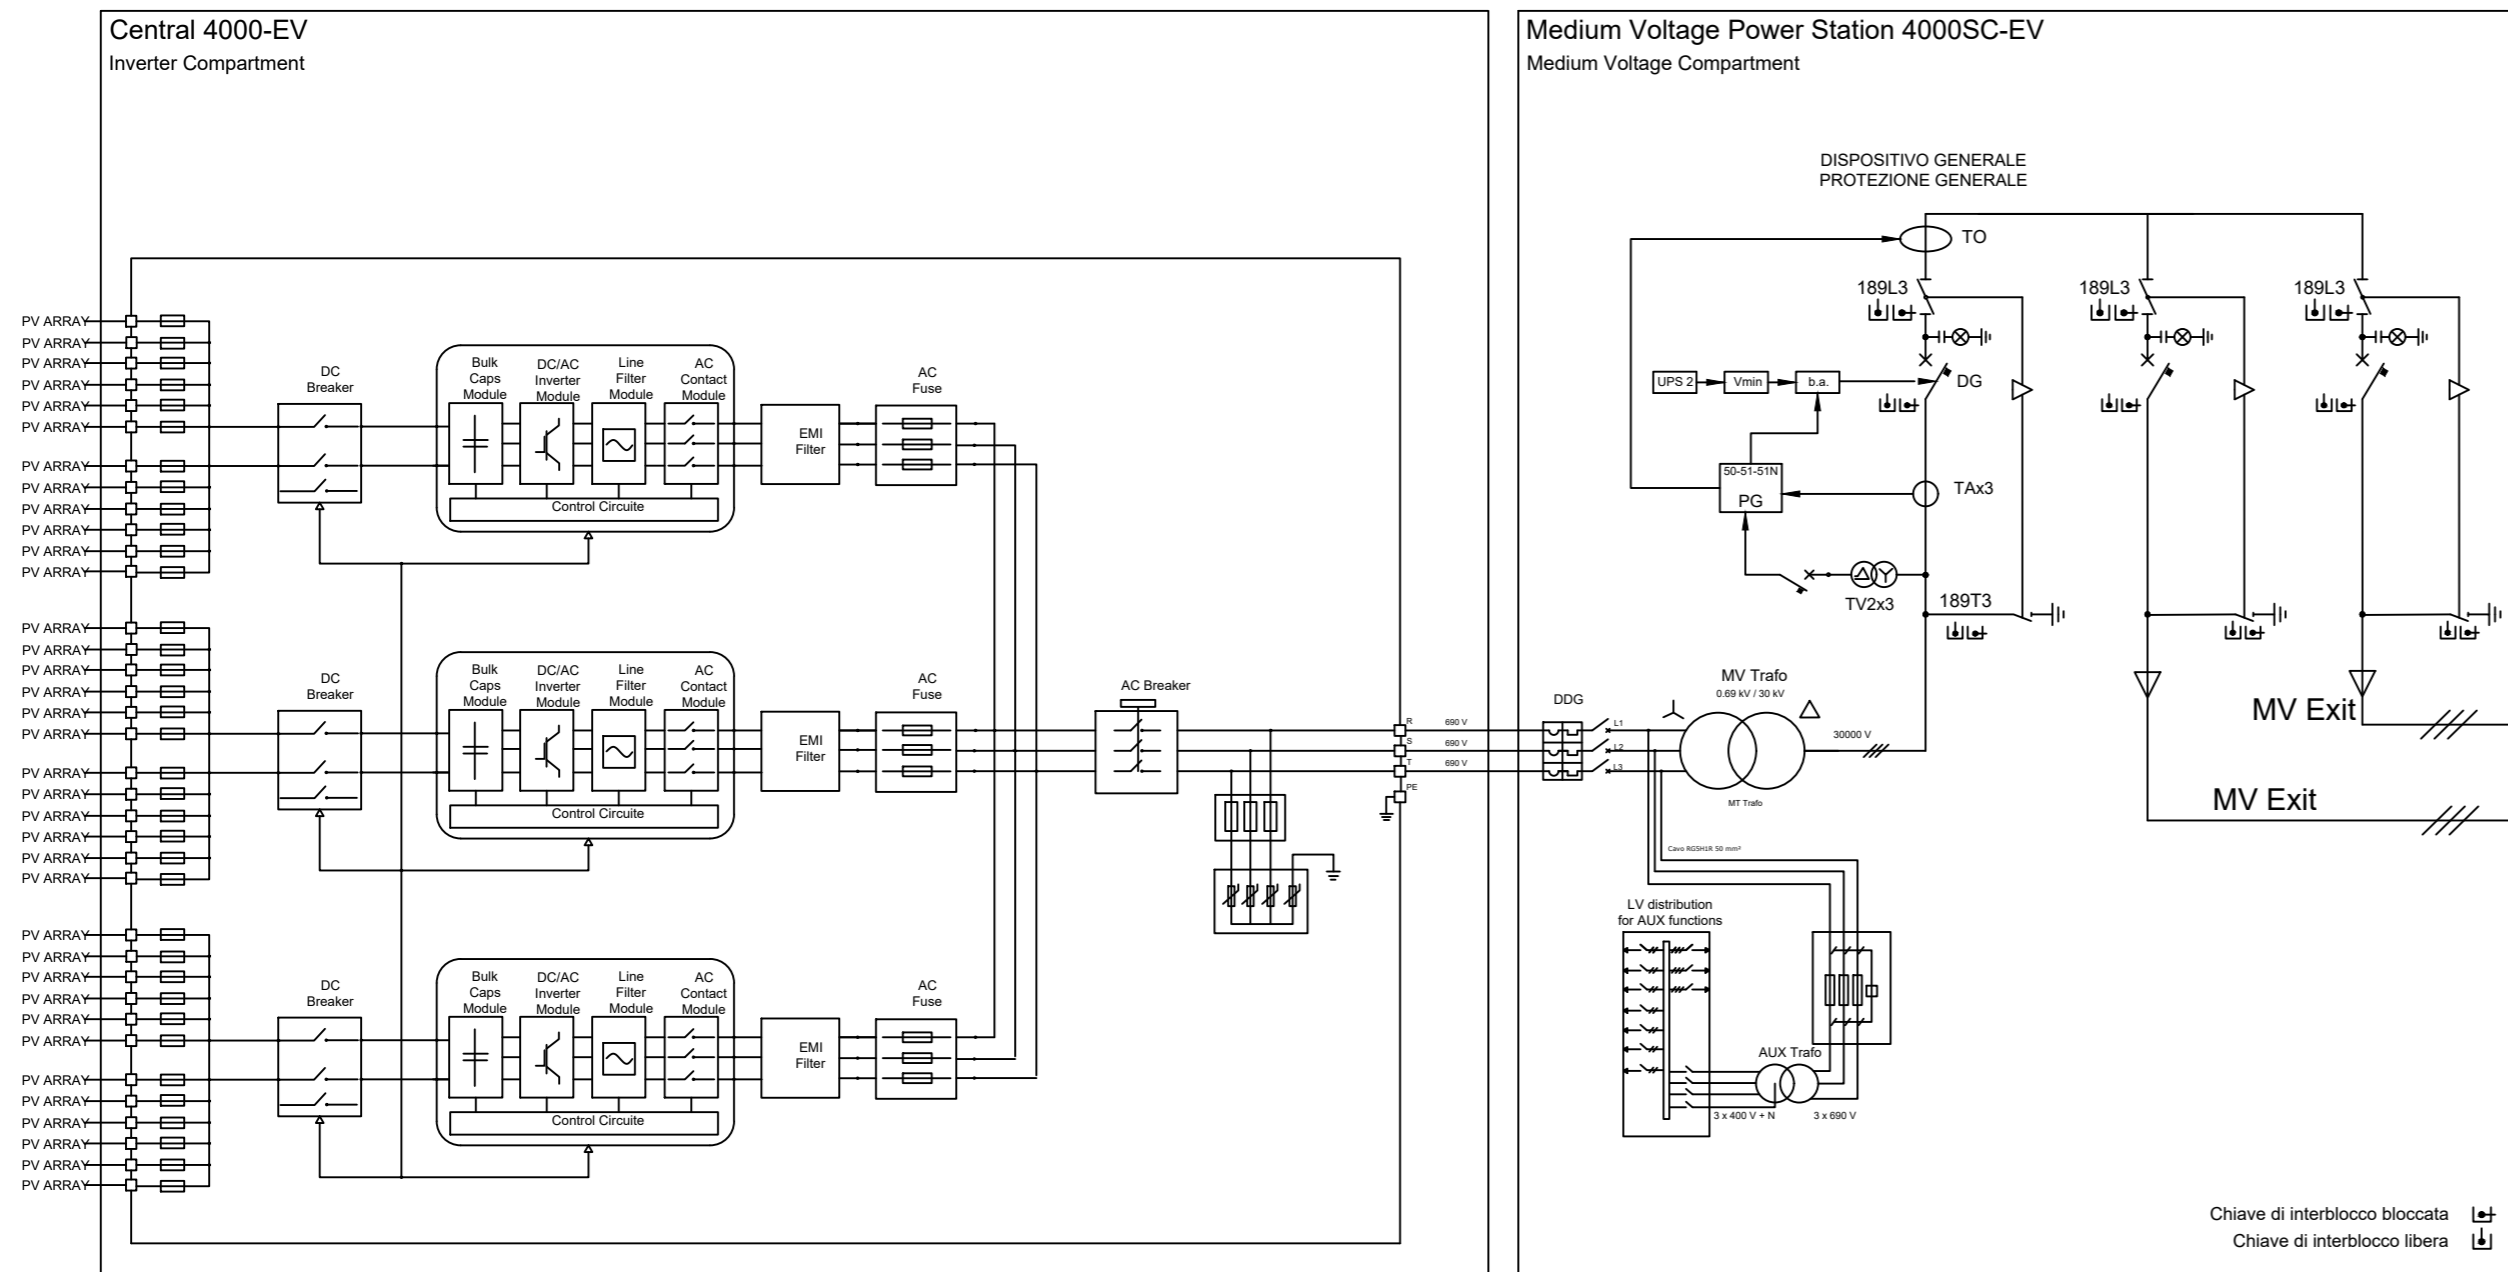 Central 4000-EV
Inverter Compartment
PV ARRAY
PV ARRAY
PV ARRAY
PV ARRAY
PV ARRAY
PV ARRAY
PV ARRAY
PV ARRAY
PV ARRAY
PV ARRAY
PV ARRAY
PV ARRAY
DC
Breaker
Bulk
Caps
Module
DC/AC
Inverter
Module
Line
Filter
Module
AC
Contact
Module
Control Circuite
EMI
Filter
AC
Fuse
PV ARRAY
PV ARRAY
PV ARRAY
PV ARRAY
PV ARRAY
PV ARRAY
PV ARRAY
PV ARRAY
PV ARRAY
PV ARRAY
PV ARRAY
PV ARRAY
DC
Breaker
Bulk
Caps
Module
DC/AC
Inverter
Module
Line
Filter
Module
AC
Contact
Module
Control Circuite
EMI
Filter
AC
Fuse
AC Breaker
R
S
T
PE
PV ARRAY
PV ARRAY
PV ARRAY
PV ARRAY
PV ARRAY
PV ARRAY
PV ARRAY
PV ARRAY
PV ARRAY
PV ARRAY
PV ARRAY
PV ARRAY
DC
Breaker
Bulk
Caps
Module
DC/AC
Inverter
Module
Line
Filter
Module
AC
Contact
Module
Control Circuite
EMI
Filter
AC
Fuse
690 V
690 V
690 V
Medium Voltage Power Station 4000SC-EV
Medium Voltage Compartment
DISPOSITIVO GENERALE
PROTEZIONE GENERALE
TO
189L3
189L3
189L3
UPS 2
Vmin
b.a.
DG
50-51-51N
PG
TAx3
TV2x3
189T3
DDG
L1
L2
L3
MV Trafo
0.69 kV / 30 kV
MT Trafo
30000 V
MV Exit
MV Exit
Cavo RG5H1R 50 mm²
LV distribution
for AUX functions
AUX Trafo
3 x 400 V + N
3 x 690 V
Chiave di interblocco bloccata
Chiave di interblocco libera